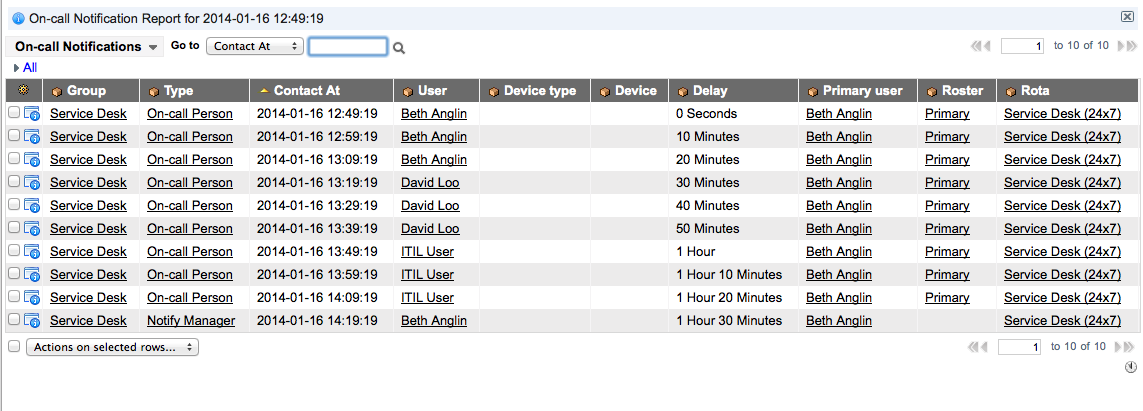 On-call Notification Report for 2014-01-16 12:49:19
On-call Notifications Go to Contact At 1 to 10 of 10
All
Group Type Contact At User Device type Device Delay Primary user Roster Rota
Service Desk On-call Person 2014-01-16 12:49:19 Beth Anglin 0 Seconds Beth Anglin Primary Service Desk (24x7)
Service Desk On-call Person 2014-01-16 12:59:19 Beth Anglin 10 Minutes Beth Anglin Primary Service Desk (24x7)
Service Desk On-call Person 2014-01-16 13:09:19 Beth Anglin 20 Minutes Beth Anglin Primary Service Desk (24x7)
Service Desk On-call Person 2014-01-16 13:19:19 David Loo 30 Minutes Beth Anglin Primary Service Desk (24x7)
Service Desk On-call Person 2014-01-16 13:29:19 David Loo 40 Minutes Beth Anglin Primary Service Desk (24x7)
Service Desk On-call Person 2014-01-16 13:39:19 David Loo 50 Minutes Beth Anglin Primary Service Desk (24x7)
Service Desk On-call Person 2014-01-16 13:49:19 ITIL User 1 Hour Beth Anglin Primary Service Desk (24x7)
Service Desk On-call Person 2014-01-16 13:59:19 ITIL User 1 Hour 10 Minutes Beth Anglin Primary Service Desk (24x7)
Service Desk On-call Person 2014-01-16 14:09:19 ITIL User 1 Hour 20 Minutes Beth Anglin Primary Service Desk (24x7)
Service Desk Notify Manager 2014-01-16 14:19:19 Beth Anglin 1 Hour 30 Minutes Beth Anglin Service Desk (24x7)
Actions on selected rows... 1 to 10 of 10